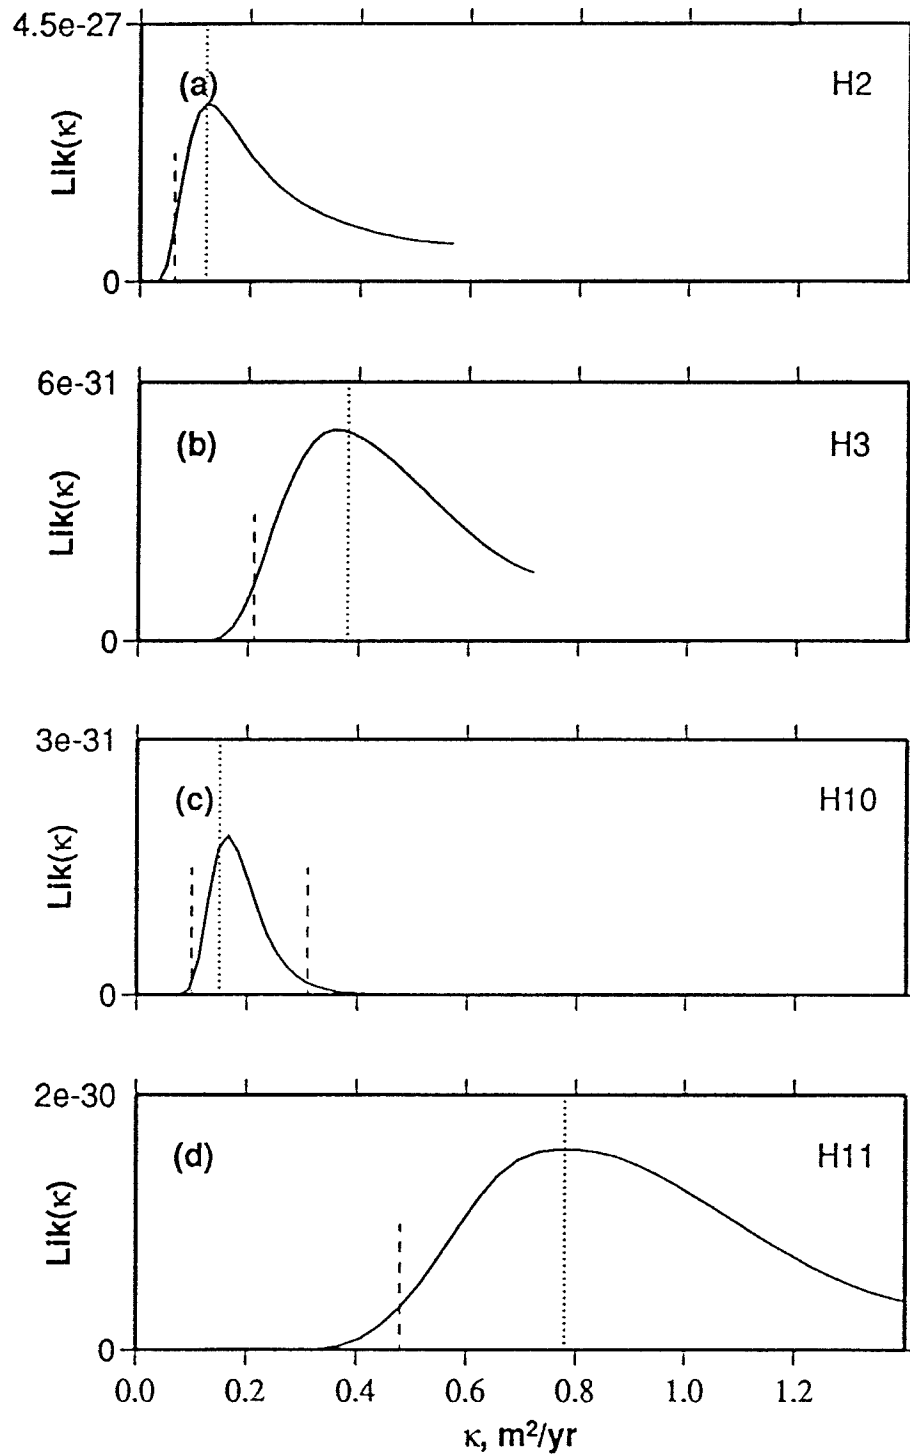 4.5e-27
(a)
H2
Lik(κ)
0
6e-31
(b)
H3
Lik(κ)
0
3e-31
(c)
H10
Lik(κ)
0
2e-30
(d)
H11
Lik(κ)
0
0.0 0.2 0.4 0.6 0.8 1.0 1.2
κ, m²/yr